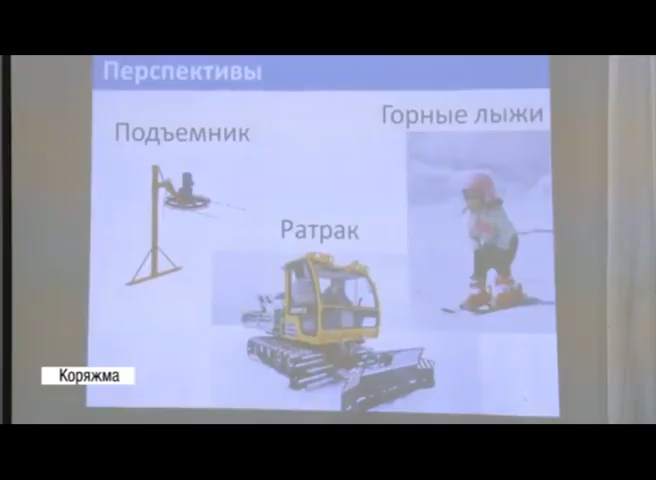 Перспективы
Горные лыжи
Подъемник
Ратрак
Коряжма